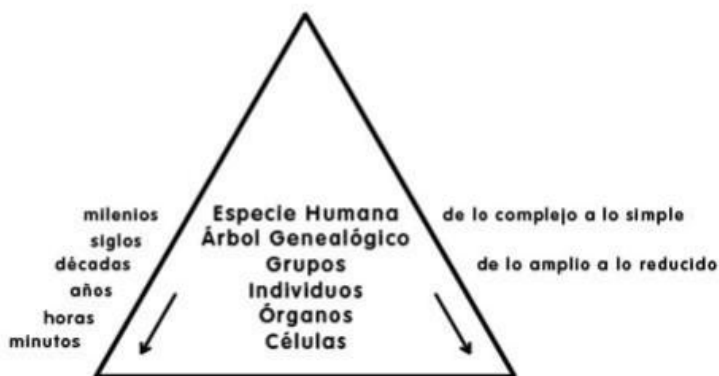 milenios Especie Humana de lo complejo a lo simple
siglos Árbol Genealógico
décadas Grupos de lo amplio a lo reducido
años Individuos
horas Órganos
minutos Células